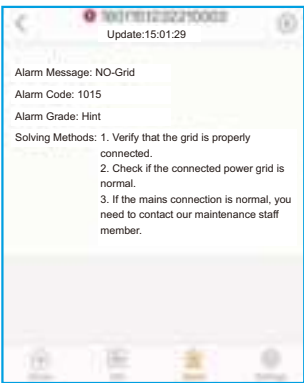 Update:15:01:29
Alarm Message: NO-Grid
Alarm Code: 1015
Alarm Grade: Hint
Solving Methods: 1. Verify that the grid is properly
connected.
2. Check if the connected power grid is
normal.
3. If the mains connection is normal, you
need to contact our maintenance staff
member.